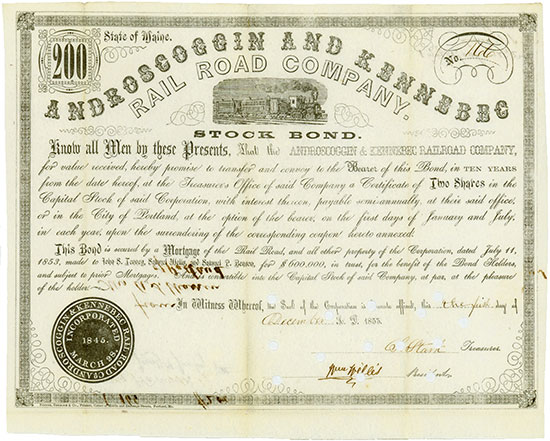 200
State of Maine.
No.
ANDROSCOGGIN AND KENNEBEC
RAIL ROAD COMPANY.
STOCK BOND.
Know all Men by these Presents, That the ANDROSCOGGIN & KENNEBEC RAILROAD COMPANY,
for value received, hereby promise to transfer and convey to the Bearer of this Bond, in TEN YEARS
from the date hereof, at the Treasurer's Office of said Company a Certificate of Two Shares in the
Capital Stock of said Corporation, with interest thereon, payable semi-annually, at their said office,
or in the City of Portland, at the option of the bearer, on the first days of January and July,
in each year, upon the surrendering of the corresponding coupon hereto annexed.
This Bond is secured by a Mortgage of the Rail Road, and all other property of the Corporation, dated July 11,
1853, made to John S. and Samuel P. for $600,000, in trust, for the benefit of the Bond Holders,
and subject to prior Mortgages. And is convertible into the Capital Stock of said Company, at par, at the pleasure
of the holder.
In Witness Whereof, the Seal of the Corporation is hereunto affixed, this day of
December A. D. 1855.
Treasurer.
President.
ANDROSCOGGIN & KENNEBEC RAIL ROAD CO.
INCORPORATED
1845.
MARCH 28,